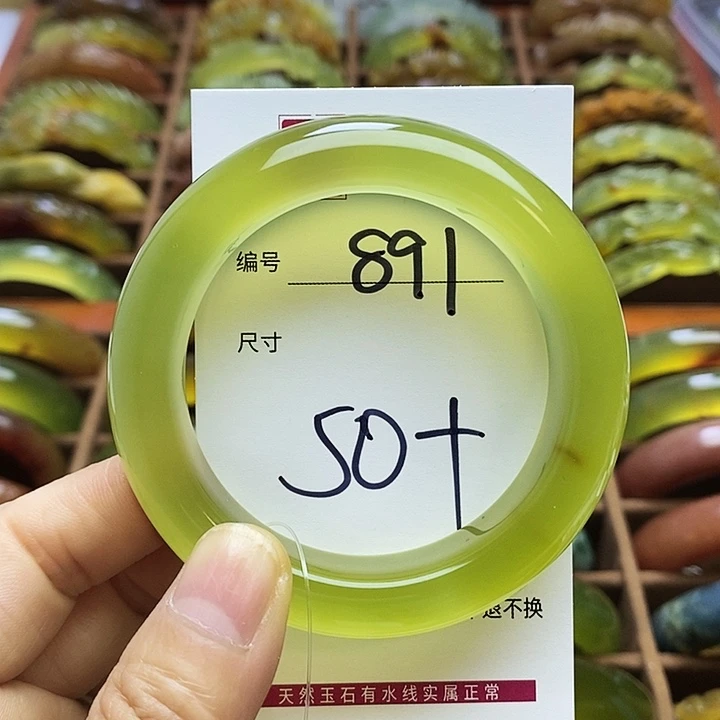 编号 891
尺寸
50+
退不换
天然玉石有水线实属正常